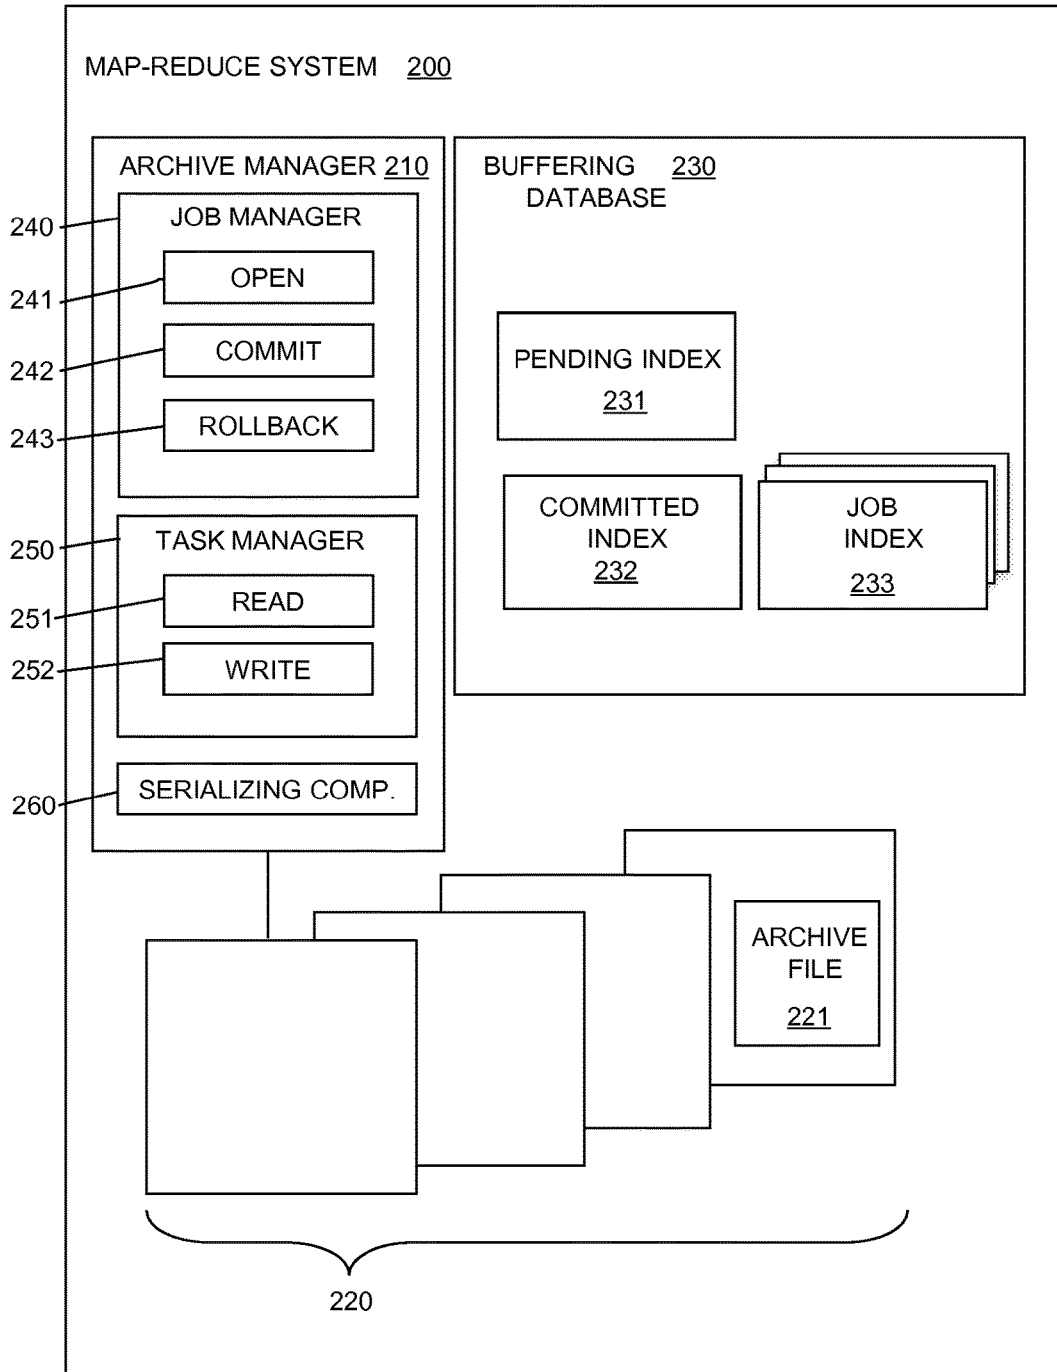 MAP-REDUCE SYSTEM 200
ARCHIVE MANAGER 210
240
JOB MANAGER
241
OPEN
242
COMMIT
243
ROLLBACK
250
TASK MANAGER
251
READ
252
WRITE
260
SERIALIZING COMP.
BUFFERING 230
DATABASE
PENDING INDEX
231
COMMITTED
INDEX
232
JOB
INDEX
233
ARCHIVE
FILE
221
220